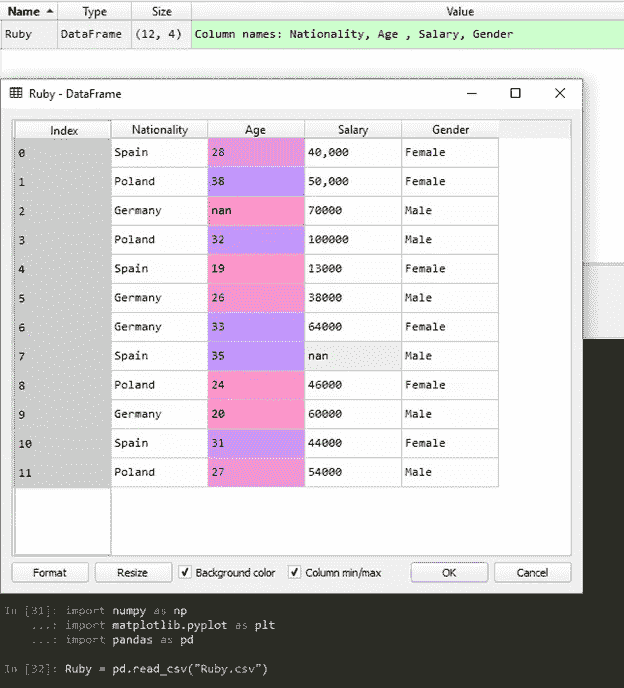 Name Type Size Value
Ruby DataFrame (12, 4) Column names: Nationality, Age , Salary, Gender
Ruby - DataFrame
Index Nationality Age Salary Gender
0 Spain 28 40,000 Female
1 Poland 38 50,000 Female
2 Germany nan 70000 Male
3 Poland 32 100000 Male
4 Spain 19 13000 Female
5 Germany 26 38000 Male
6 Germany 33 64000 Female
7 Spain 35 nan Male
8 Poland 24 46000 Female
9 Germany 20 60000 Male
10 Spain 31 44000 Female
11 Poland 27 54000 Male
Format Resize Background color Column min/max OK Cancel
In [31]: import numpy as np
...: import matplotlib.pyplot as plt
...: import pandas as pd
In [32]: Ruby = pd.read_csv("Ruby.csv")